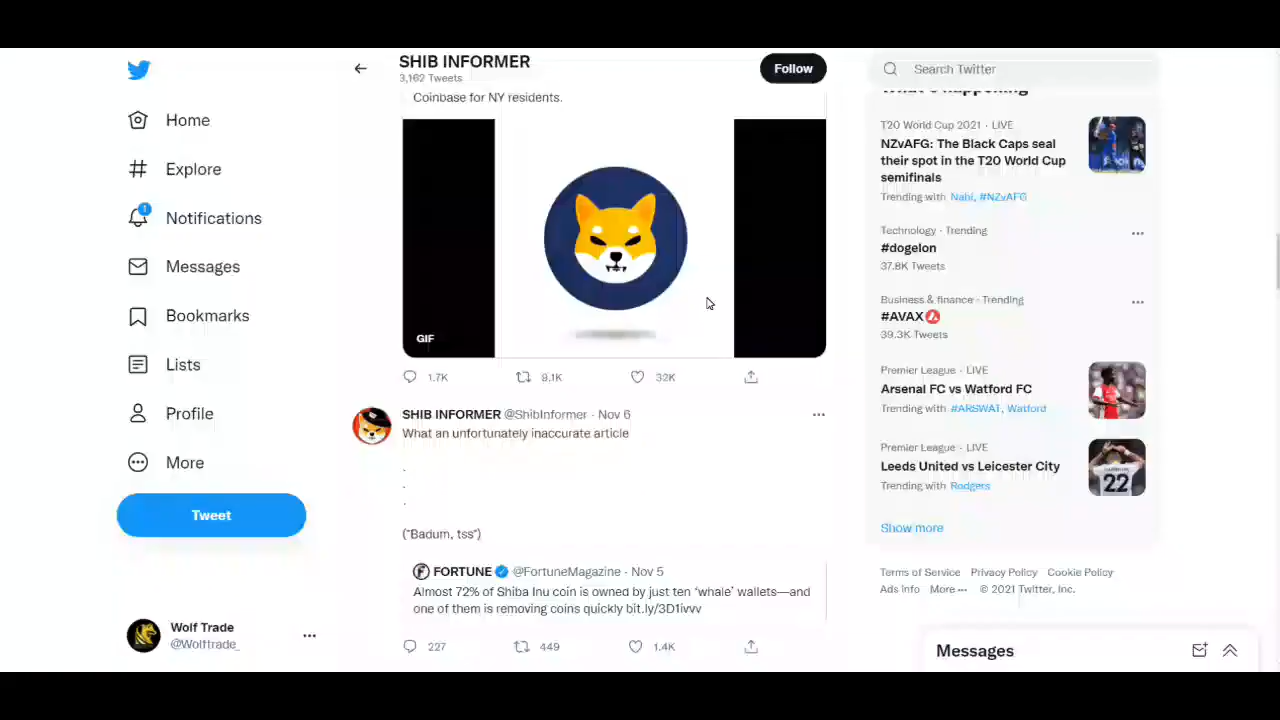 Home
Explore
1
Notifications
Messages
Bookmarks
Lists
Profile
More
Tweet
Wolf Trade
@Wolftrade_
SHIB INFORMER
3,162 Tweets
Follow
Coinbase for NY residents.
GIF
1.7K
9.1K
32K
SHIB INFORMER @ShibInformer · Nov 6
What an unfortunately inaccurate article
.
.
.
("Badum, tss")
FORTUNE @FortuneMagazine · Nov 5
Almost 72% of Shiba Inu coin is owned by just ten 'whale' wallets—and
one of them is removing coins quickly bit.ly/3D1ivvv
227
449
1.4K
Search Twitter
What's happening
T20 World Cup 2021 · LIVE
NZvAFG: The Black Caps seal
their spot in the T20 World Cup
semifinals
Trending with Nabi, #NZvAFG
Technology · Trending
#dogelon
37.8K Tweets
Business & finance · Trending
#AVAX
39.3K Tweets
Premier League · LIVE
Arsenal FC vs Watford FC
Trending with #ARSWAT, Watford
Premier League · LIVE
Leeds United vs Leicester City
Trending with Rodgers
22
Show more
Terms of Service Privacy Policy Cookie Policy
Ads info More ··· © 2021 Twitter, Inc.
Messages